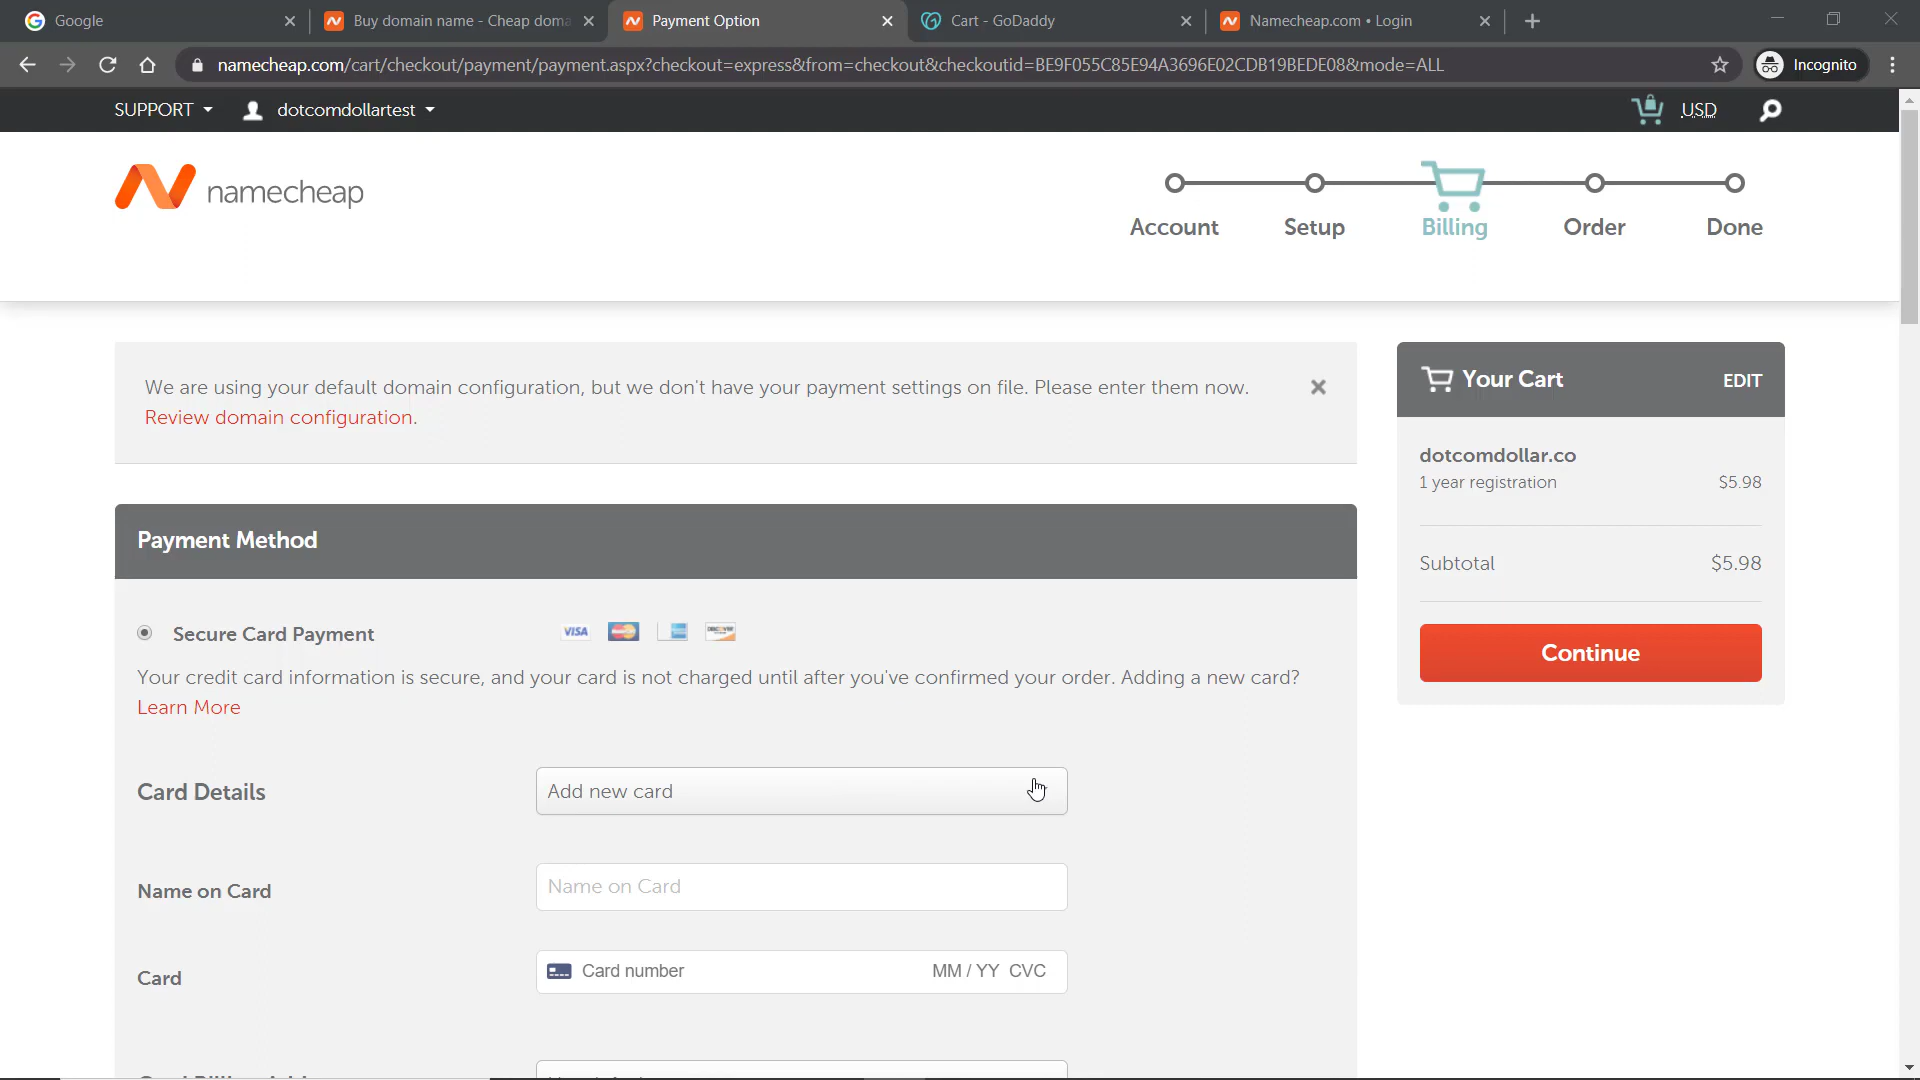 Google
Buy domain name - Cheap doma
Payment Option
Cart - GoDaddy
Namecheap.com • Login
namecheap.com/cart/checkout/payment/payment.aspx?checkout=express&from=checkout&checkoutid=BE9F055C85E94A3696E02CDB19BEDE08&mode=ALL
Incognito
SUPPORT
dotcomdollartest
USD
namecheap
Account
Setup
Billing
Order
Done
We are using your default domain configuration, but we don't have your payment settings on file. Please enter them now.
Review domain configuration.
Your Cart
EDIT
dotcomdollar.co
1 year registration $5.98
Subtotal $5.98
Continue
Payment Method
Secure Card Payment
VISA
DISCOVER
Your credit card information is secure, and your card is not charged until after you've confirmed your order. Adding a new card?
Learn More
Card Details
Add new card
Name on Card
Name on Card
Card
Card number MM / YY CVC